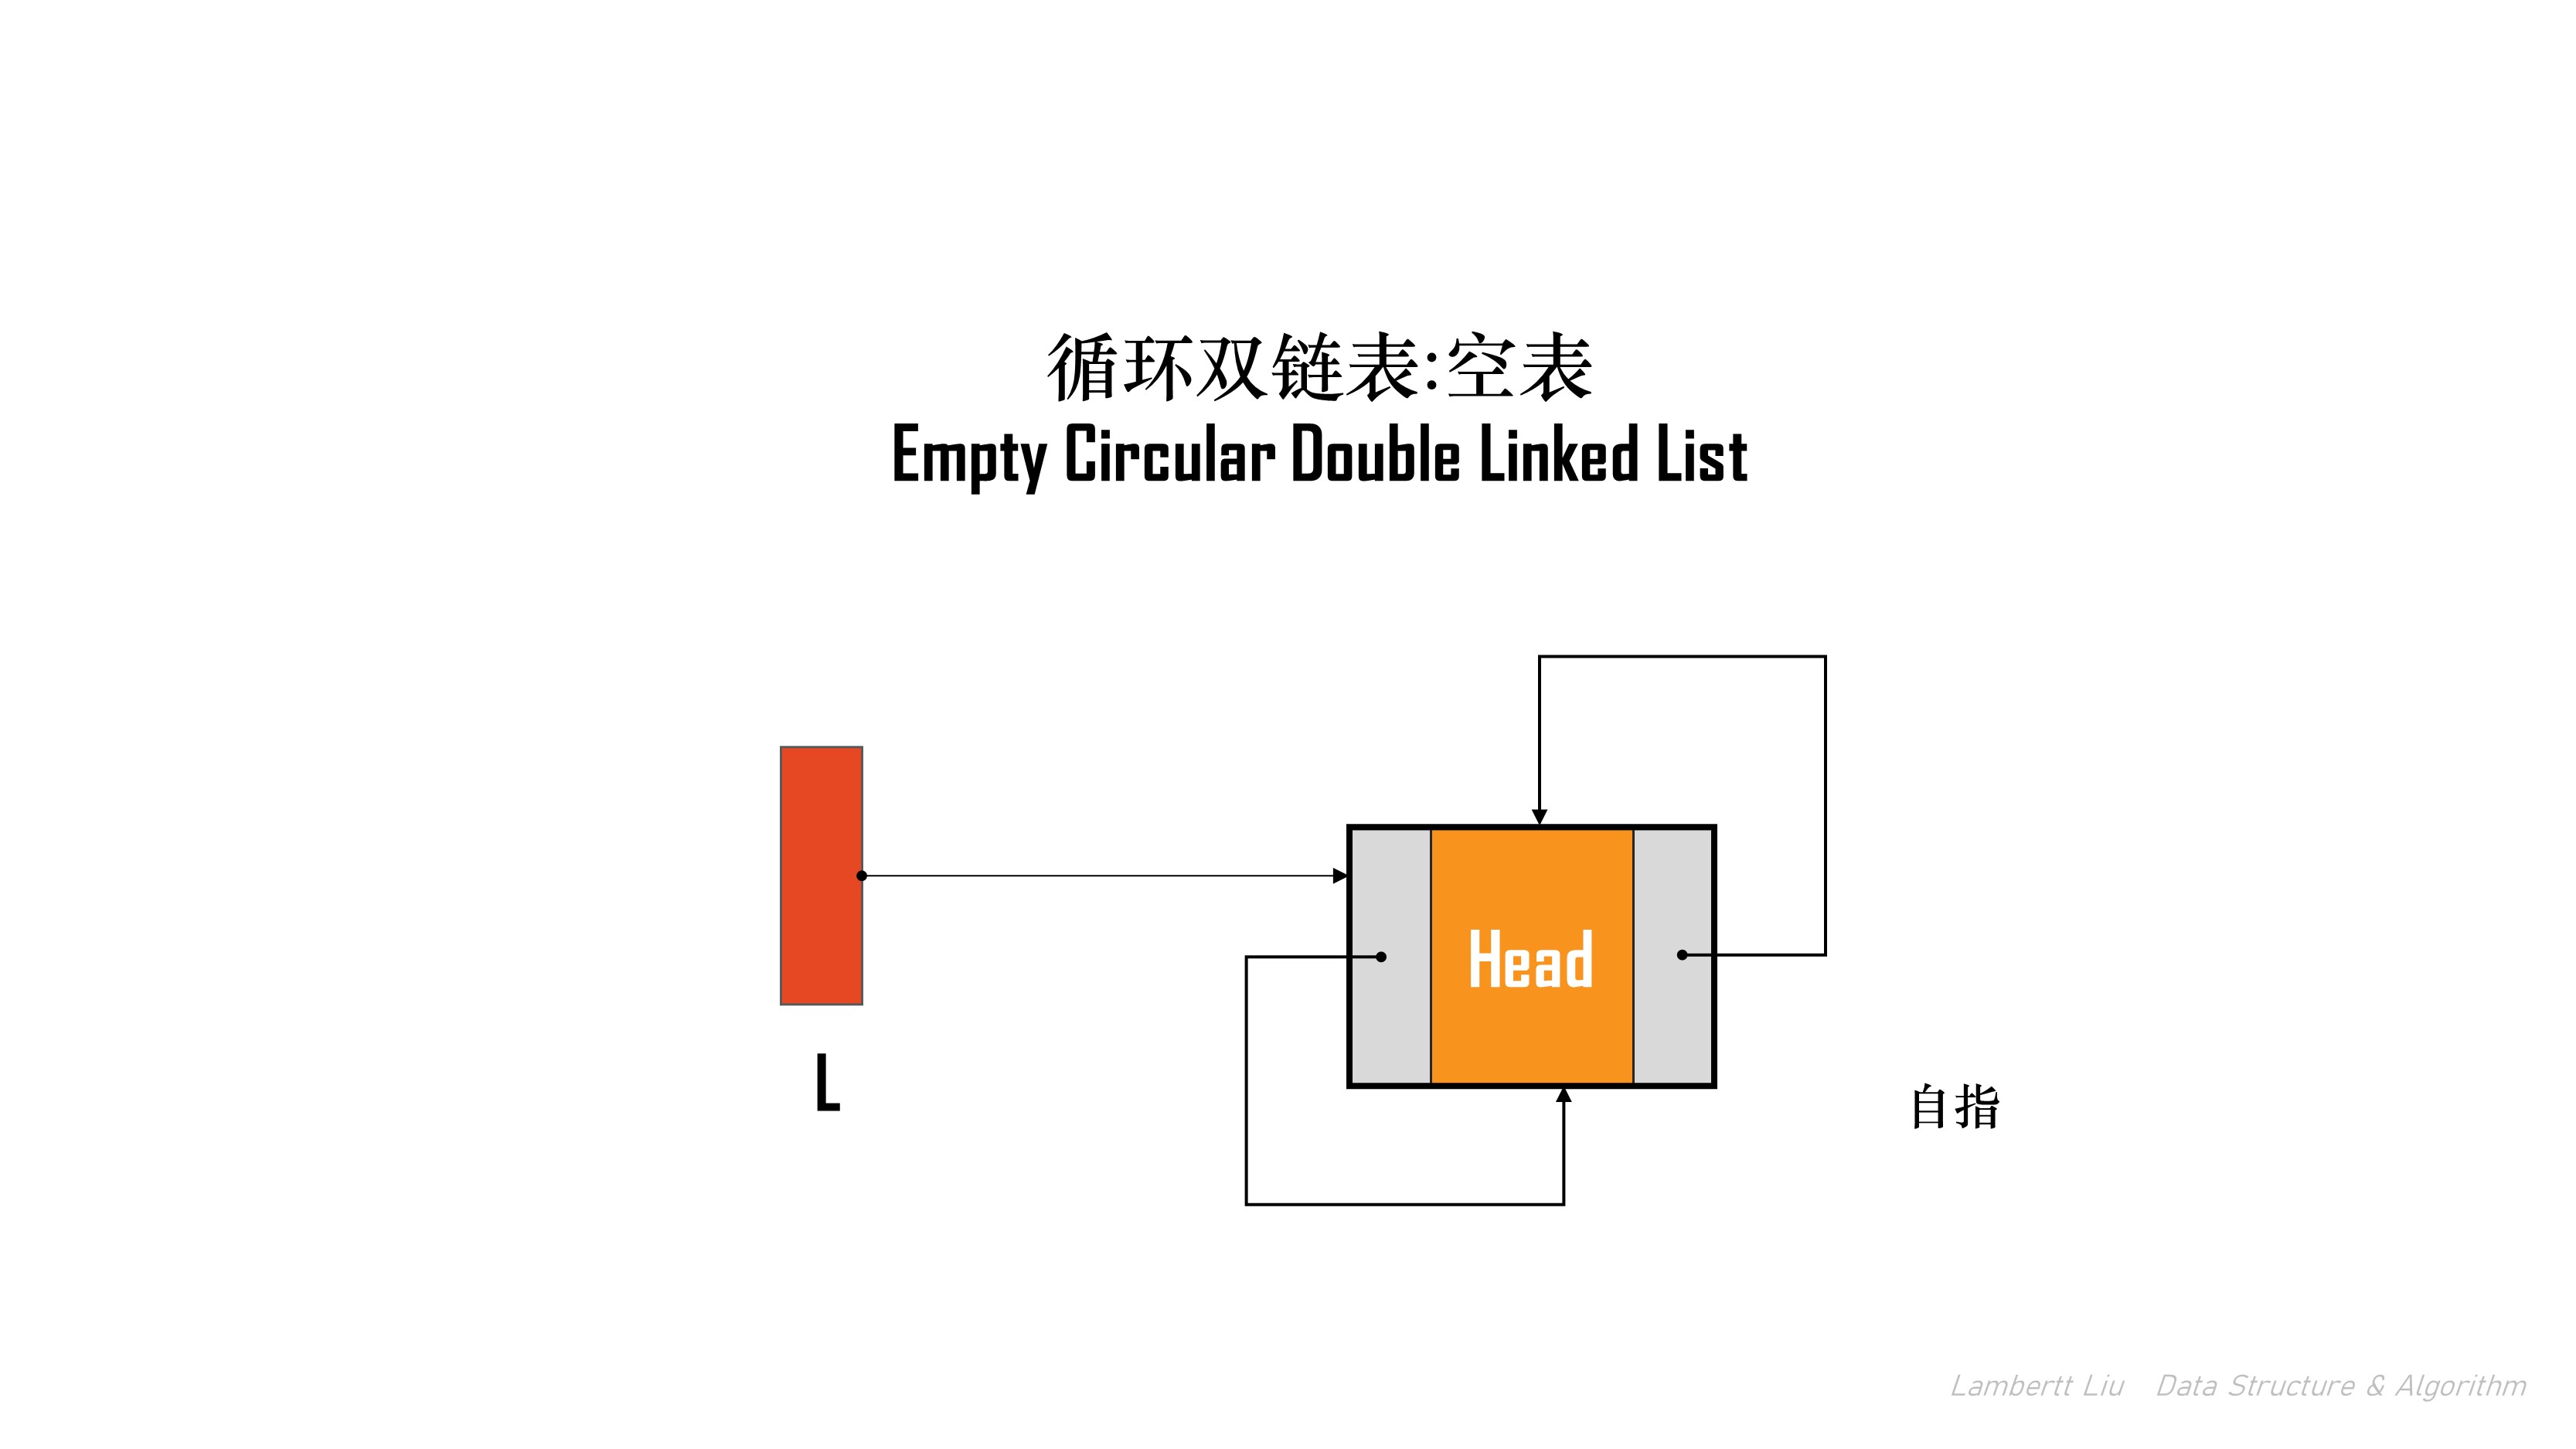 循环双链表:空表
Empty Circular Double Linked List
Head
L
自指
Lambertt Liu Data Structure & Algorithm